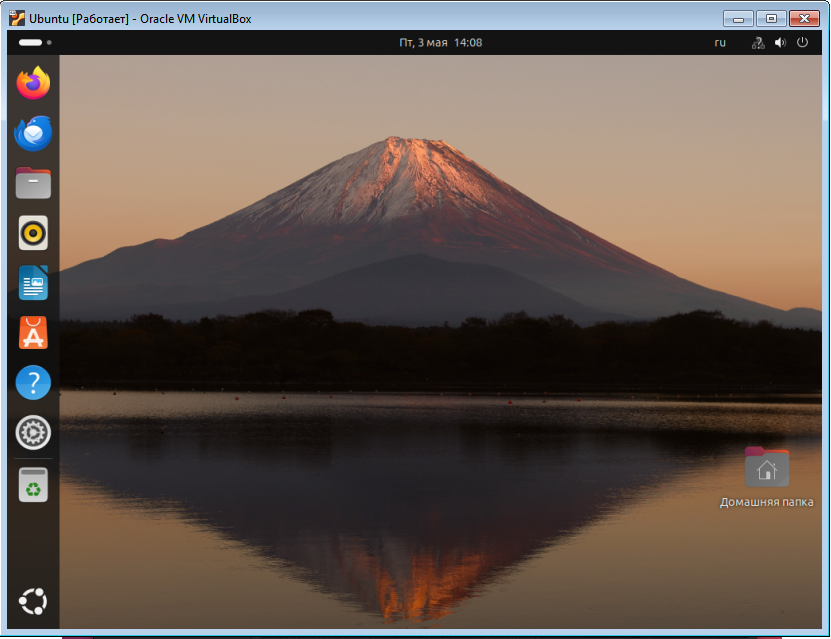 Ubuntu [Работает] - Oracle VM VirtualBox
Пт, 3 мая 14:08
ru
Домашняя папка